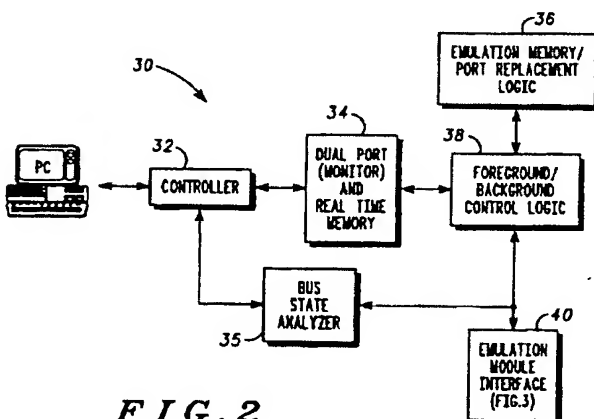 36
EMULATION MEMORY/
PORT REPLACEMENT
LOGIC
30
34
38
32
DUAL PORT
(MONITOR)
AND
REAL TIME
MEMORY
FOREGROUND/
BACKGROUND
CONTROL LOGIC
PC
CONTROLLER
BUS
STATE
ANALYZER
35
40
EMULATION
MODULE
INTERFACE
(FIG.3)
FIG.2